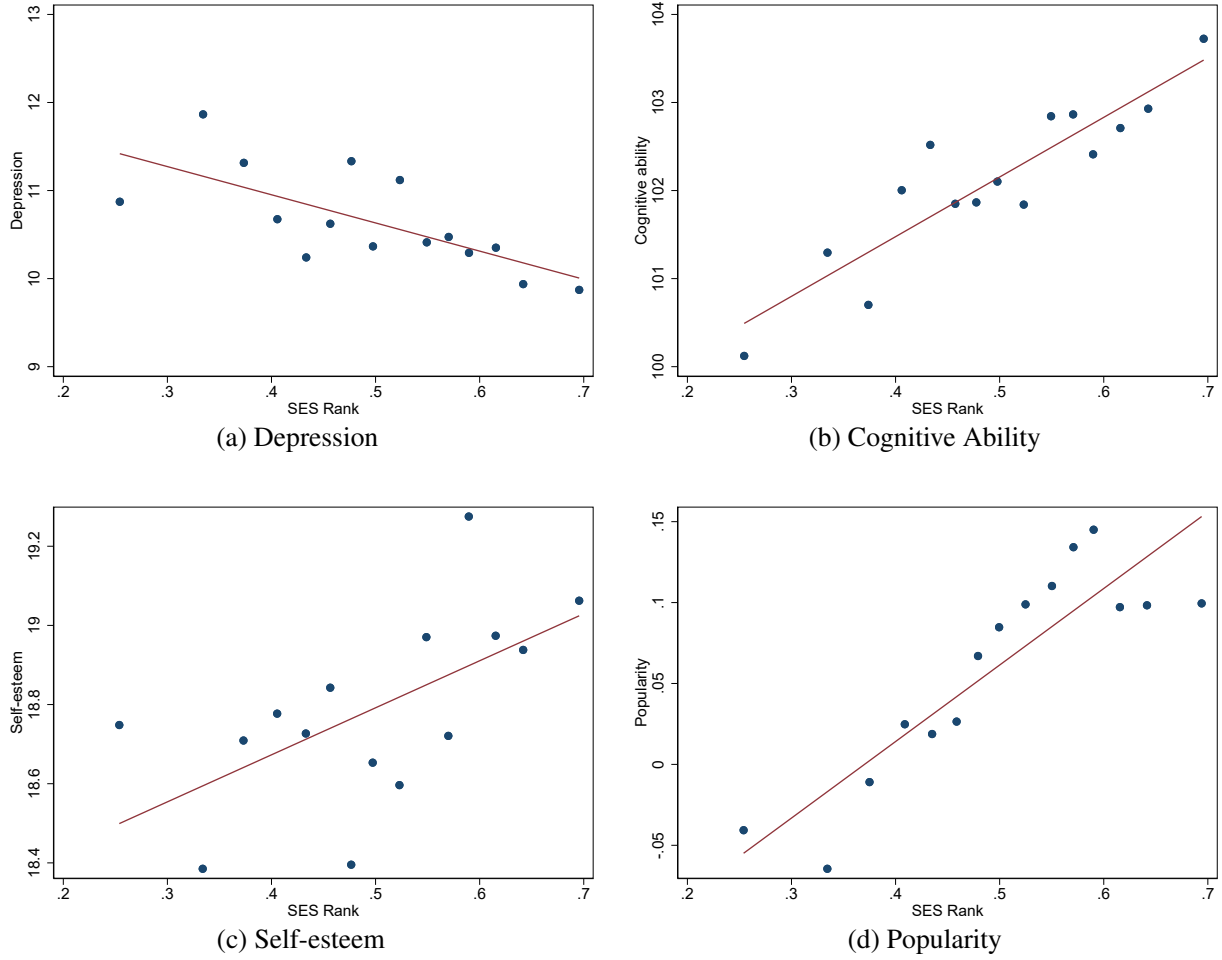 13
12
11
10
9
Depression
.2 .3 .4 .5 .6 .7
SES Rank
(a) Depression
104
103
102
101
100
Cognitive ability
.2 .3 .4 .5 .6 .7
SES Rank
(b) Cognitive Ability
19.2
19
18.8
18.6
18.4
Self-esteem
.2 .3 .4 .5 .6 .7
SES Rank
(c) Self-esteem
.15
.1
.05
0
-.05
Popularity
.2 .3 .4 .5 .6 .7
SES Rank
(d) Popularity